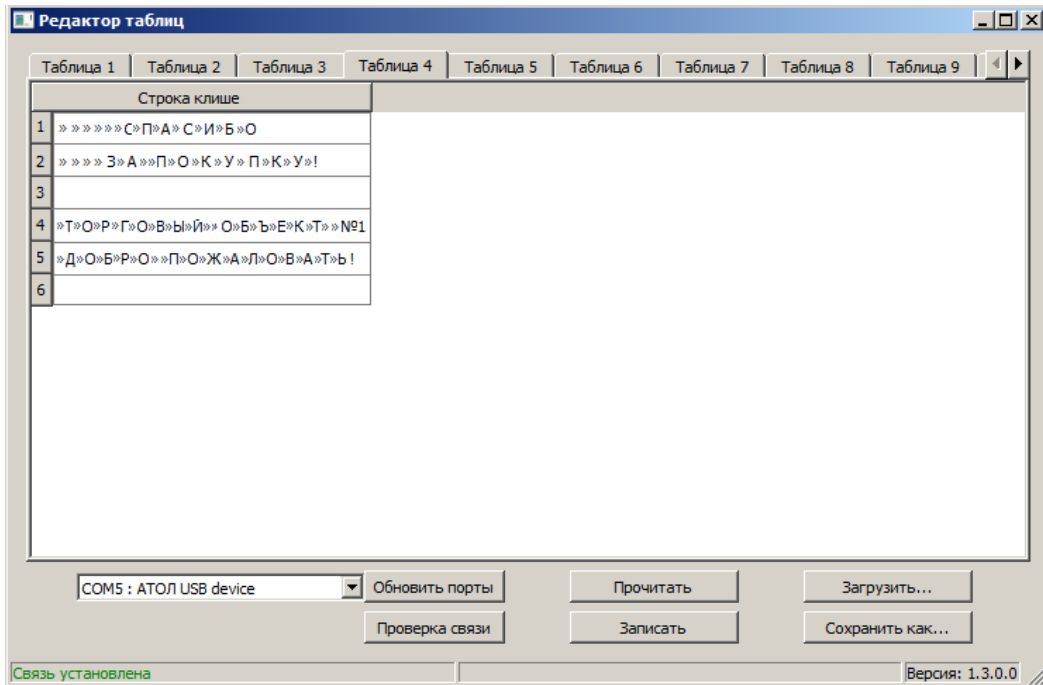 Редактор таблиц
Таблица 1 Таблица 2 Таблица 3 Таблица 4 Таблица 5 Таблица 6 Таблица 7 Таблица 8 Таблица 9
Строка клише
1 » » » » » » С»П»А» С»И»Б»О
2 » » » » З»А »»П»О»К»У» П»К»У»!
3
4 »Т»О»Р»Г»О»В»Ы»Й»» О»Б»Ъ»Е»К»Т»»№1
5 »Д»О»Б»Р»О»»П»О»Ж»А»Л»О»В»А»Т»Ь!
6
COM5 : АТОЛ USB device Обновить порты Прочитать Загрузить...
Проверка связи Записать Сохранить как...
Связь установлена Версия: 1.3.0.0